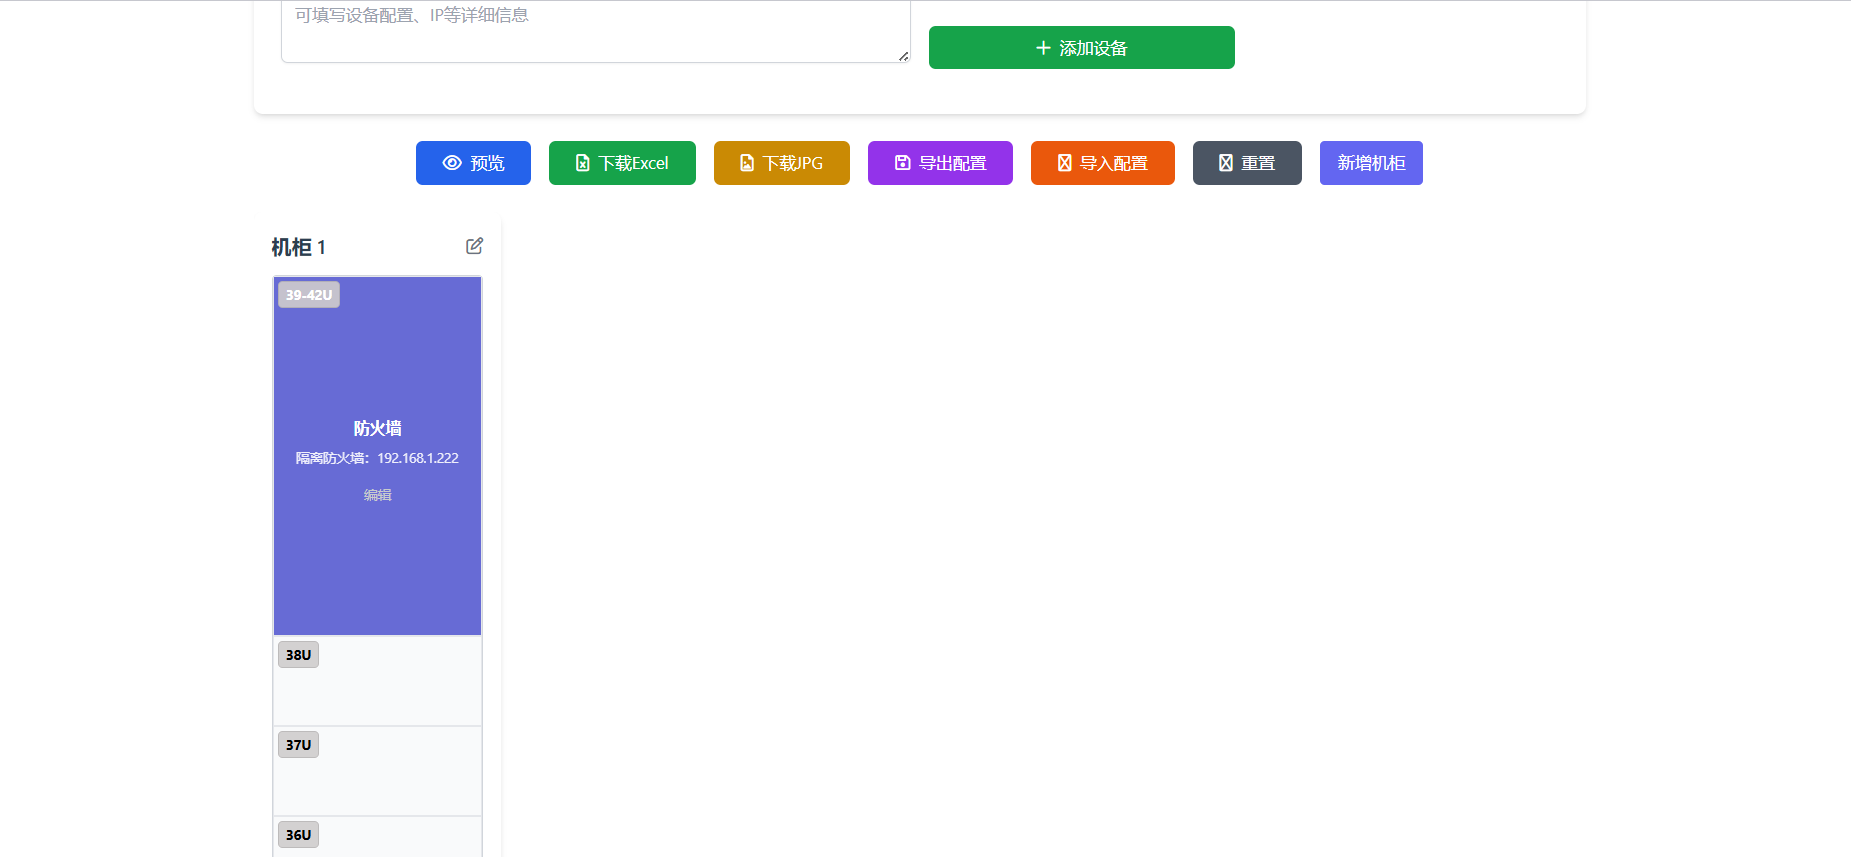 可填写设备配置、IP等详细信息
添加设备
预览
下载Excel
下载JPG
导出配置
导入配置
重置
新增机柜
机柜 1
39-42U
防火墙
隔离防火墙：192.168.1.222
编辑
38U
37U
36U